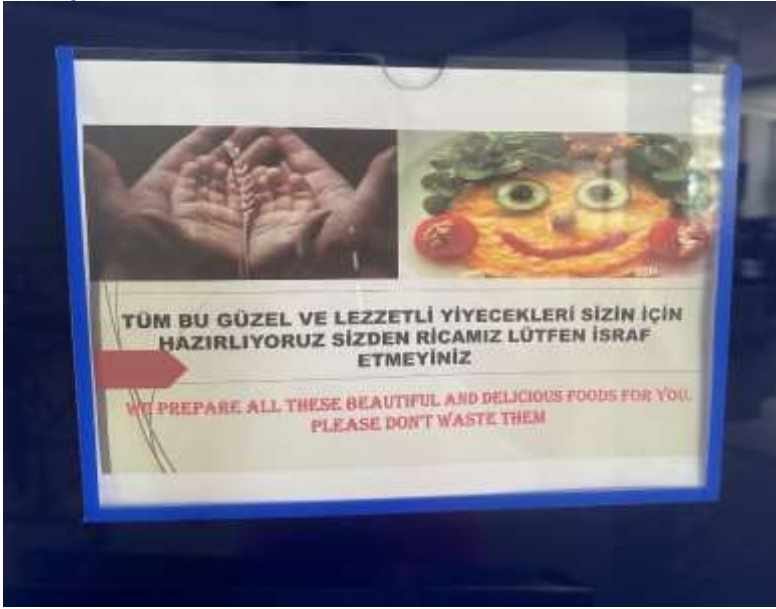 TÜM BU GÜZEL VE LEZZETLİ YİYECEKLERİ SİZİN İÇİN
HAZIRLIYORUZ SİZDEN RİCAMIZ LÜTFEN İSRAF
ETMEYİNİZ
WE PREPARE ALL THESE BEAUTIFUL AND DELICIOUS FOODS FOR YOU.
PLEASE DON'T WASTE THEM